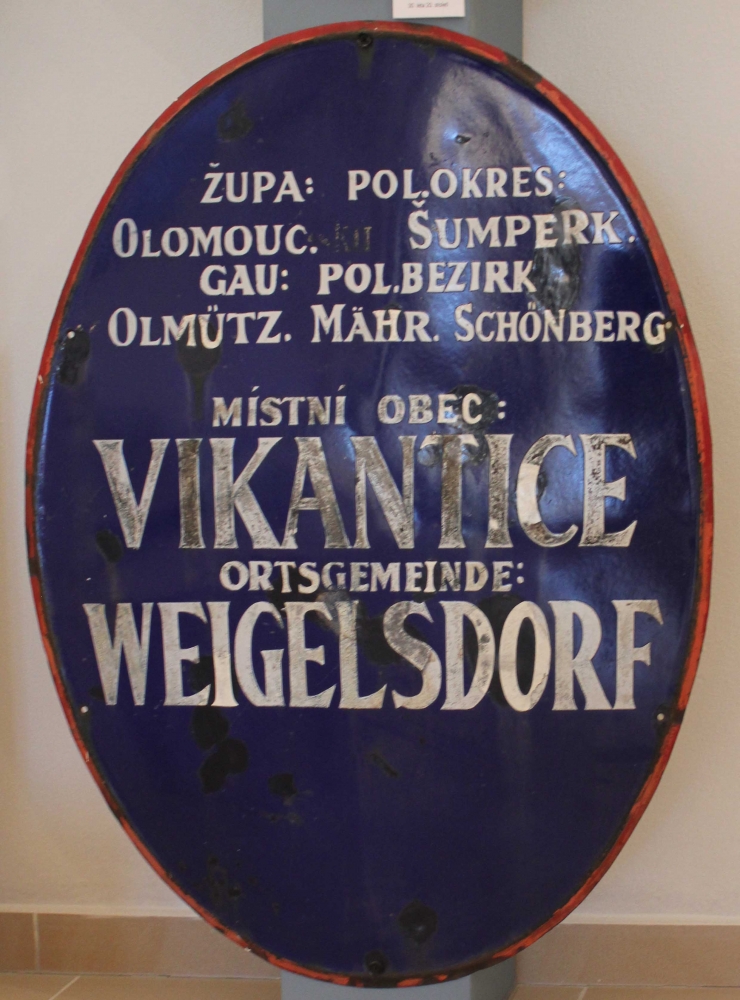 ŽUPA: POL.OKRES:
OLOMOUC. ŠUMPERK.
GAU: POL.BEZIRK
OLMÜTZ. MÄHR. SCHÖNBERG
MÍSTNÍ OBEC:
VIKANTICE
ORTSGEMEINDE:
WEIGELSDORF